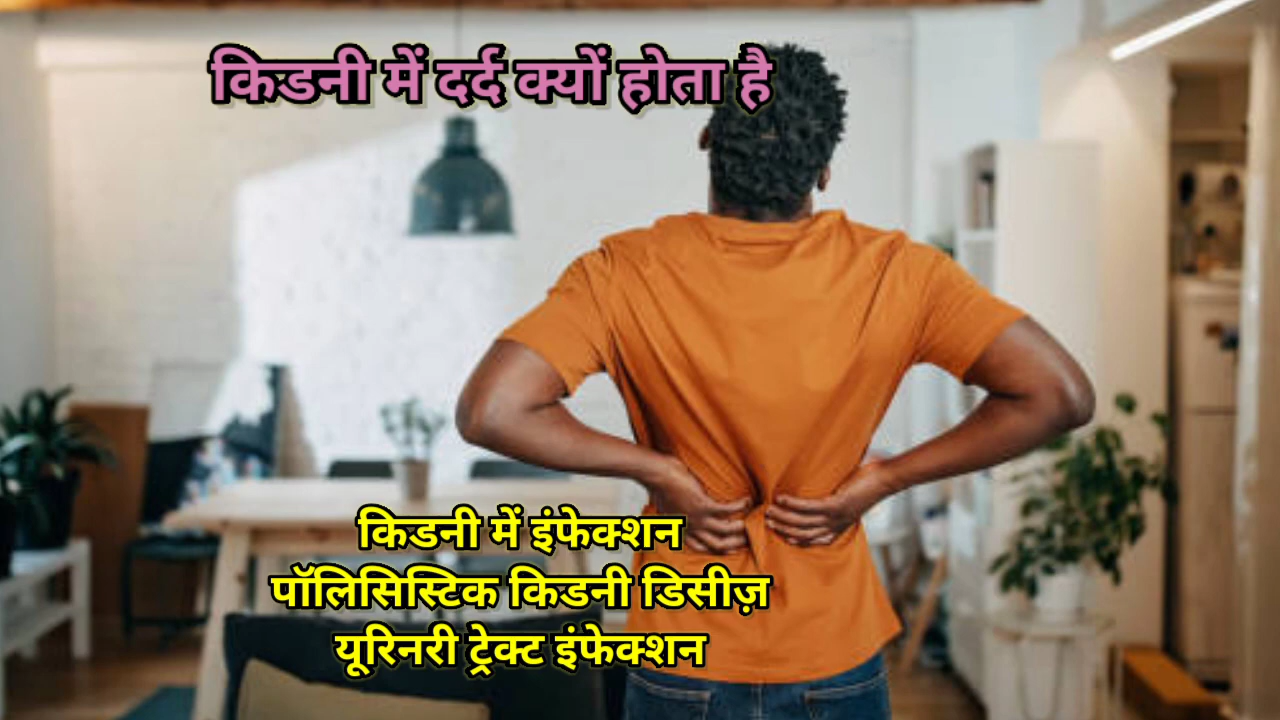 किडनी में दर्द क्यों होता है
किडनी में इंफेक्शन
पॉलिसिस्टिक किडनी डिसीज़
यूरिनरी ट्रेक्ट इंफेक्शन